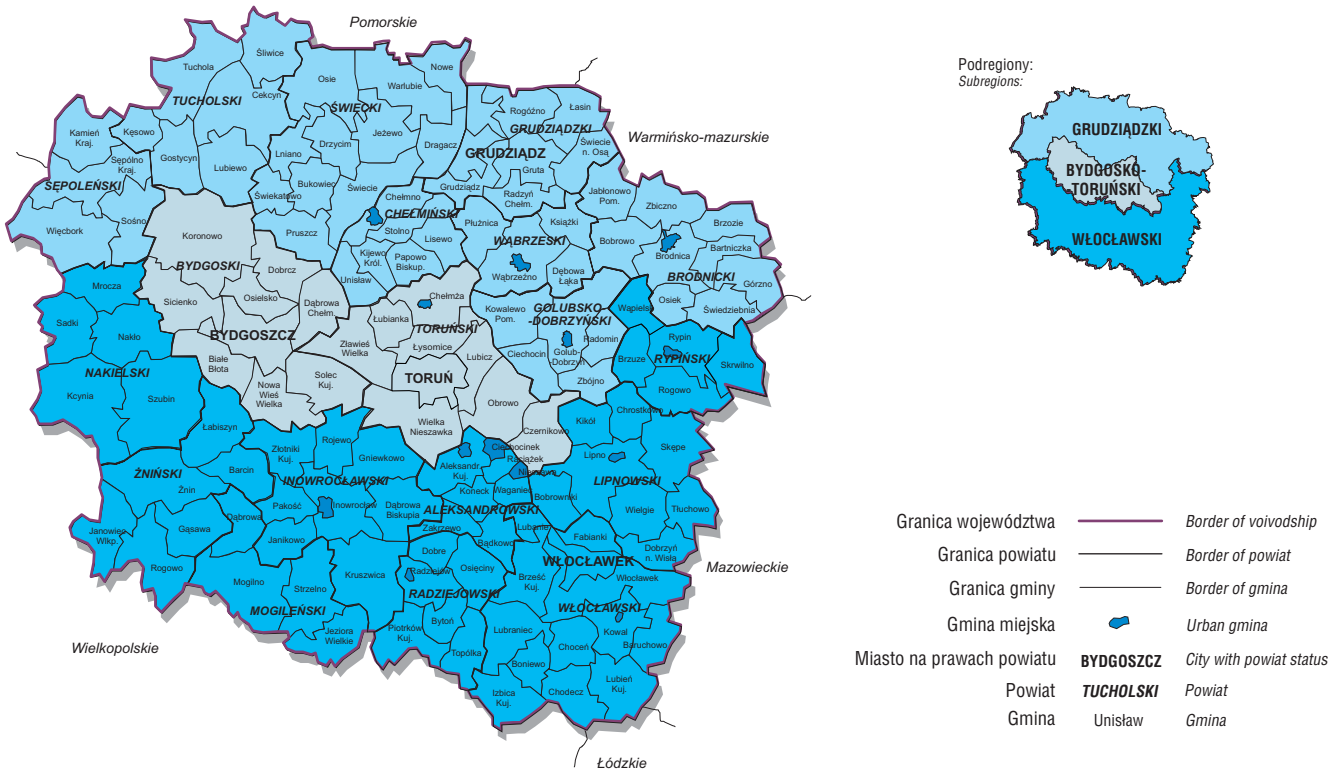 Pomorskie
Śliwice
Tuchola
Nowe
Osie
Warlubie
Cekcyn
TUCHOLSKI
ŚWIECKI
Rogóźno
Łasin
GRUDZIĄDZKI
Warmińsko-mazurskie
Kamień
Kraj.
Kęsowo
Jeżewo
Drzycim
Dragacz
Świecie
n. Osą
GRUDZIĄDZ
Sępólno
Kraj.
Gostycyn
Lubiewo
Lniano
Gruta
SĘPOLEŃSKI
Bukowiec
Świecie
Grudziądz
Radzyń
Chełm.
Jabłonowo
Pom.
Zbiczno
Świekatowo
Chełmno
CHEŁMIŃSKI
Płużnica
Książki
Brzozie
Sośno
Więcbork
Stolno
Pruszcz
Lisewo
WĄBRZESKI
Bobrowo
Bartniczka
Koronowo
Kijewo
Król.
Papowo
Biskup.
Brodnica
BYDGOSKI
Dobrcz
Unisław
Wąbrzeźno
Dębowa
Łąka
BRODNICKI
Górzno
Mrocza
Sicienko
Osielsko
Chełmża
Osiek
Świedziebnia
Dąbrowa
Chełm.
Kowalewo
Pom.
GOLUBSKO
-DOBRZYŃSKI
Wąpielsk
Sadki
Nakło
BYDGOSZCZ
Łubianka
TORUŃSKI
Radomin
Rypin
Zławieś
Wielka
Łysomice
Lubicz
Ciechocin
Golub-
Dobrzyń
Brzuze
RYPIŃSKI
Skrwilno
Białe
Błota
NAKIELSKI
Nowa
Wieś
Wielka
Solec
Kuj.
TORUŃ
Zbójno
Rogowo
Kcynia
Szubin
Obrowo
Łabiszyn
Wielka
Nieszawka
Czernikowo
Kikół
Chrostkowo
Złotniki
Kuj.
Rojewo
Gniewkowo
Ciechocinek
Raciążek
Skępe
Barcin
Aleksandr.
Kuj.
Nieszawa
Lipno
ŻNIŃSKI
INOWROCŁAWSKI
LIPNOWSKI
Żnin
Koneck
Waganiec
Bobrowniki
Pakość
Inowrocław
Dąbrowa
Biskupia
ALEKSANDROWSKI
Wielgie
Tłuchowo
Janowiec
Wlkp.
Gąsawa
Dąbrowa
Zakrzewo
Lubanie
Fabianki
Janikowo
Dobre
Bądkowo
Dobrzyń
n. Wisłą
Rogowo
Mogilno
Kruszwica
Radziejów
Osięciny
WŁOCŁAWEK
Mazowieckie
Strzelno
RADZIEJOWSKI
Brześć
Kuj.
Włocławek
MOGILEŃSKI
WŁOCŁAWSKI
Jeziora
Wielkie
Piotrków
Kuj.
Bytoń
Lubraniec
Kowal
Baruchowo
Wielkopolskie
Topólka
Choceń
Boniewo
Izbica
Kuj.
Chodecz
Lubień
Kuj.
Łódzkie
Podregiony:
Subregions:
GRUDZIĄDZKI
BYDGOSKO-
TORUŃSKI
WŁOCŁAWSKI
Granica województwa Border of voivodship
Granica powiatu Border of powiat
Granica gminy Border of gmina
Gmina miejska Urban gmina
Miasto na prawach powiatu BYDGOSZCZ City with powiat status
Powiat TUCHOLSKI Powiat
Gmina Unisław Gmina